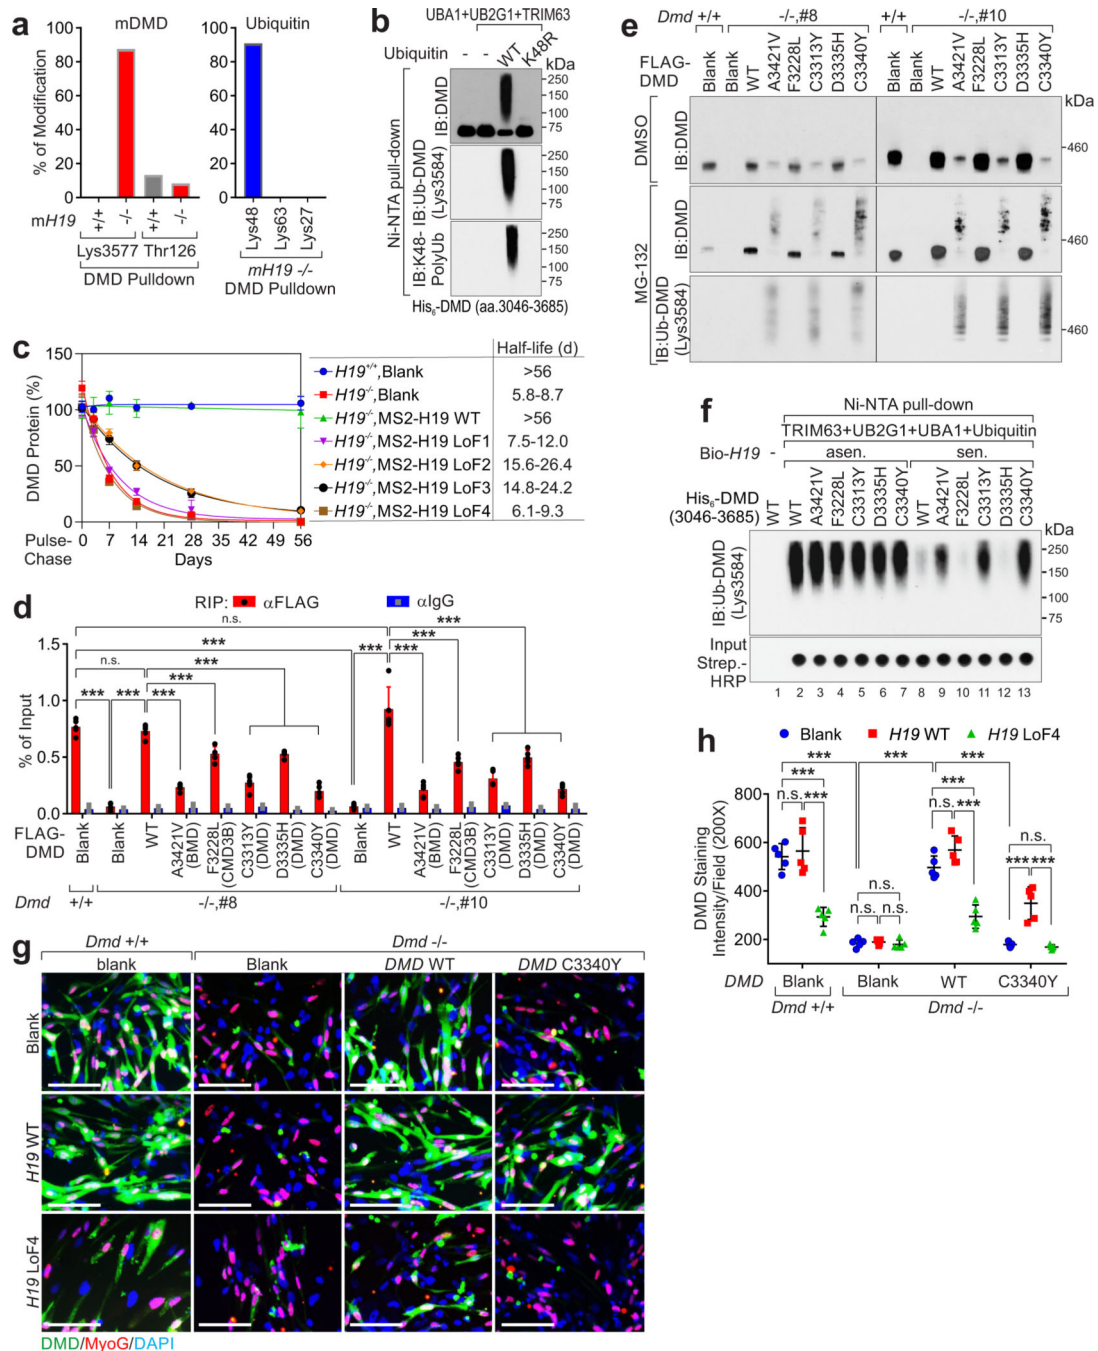 a
mDMD
Ubiquitin
% of Modification
100
80
60
40
20
0
100
80
60
40
20
0
mH19
+/+
-/-
+/+
-/-
Lys3577
Thr126
DMD Pulldown
Lys48
Lys63
Lys27
mH19 -/-
DMD Pulldown
b
UBA1+UB2G1+TRIM63
Ubiquitin
-
-
WT
K48R
kDa
Ni-NTA pull-down
IB:DMD
250
150
100
75
IB:Ub-DMD
(Lys3584)
250
150
100
IB:K48-
PolyUb
250
150
100
75
His₆-DMD (aa.3046-3685)
c
DMD Protein (%)
150
100
50
0
Pulse-
Chase
0
7
14
21
28
35
42
49
56
Days
Half-life (d)
H19+/+,Blank
>56
H19-/-,Blank
5.8-8.7
H19-/-,MS2-H19 WT
>56
H19-/-,MS2-H19 LoF1
7.5-12.0
H19-/-,MS2-H19 LoF2
15.6-26.4
H19-/-,MS2-H19 LoF3
14.8-24.2
H19-/-,MS2-H19 LoF4
6.1-9.3
d
RIP:
αFLAG
αIgG
% of Input
1.5
1.0
0.5
0.0
n.s.
***
***
***
n.s.
***
***
***
***
***
***
***
***
FLAG-
DMD
Blank
Blank
WT
A3421V
(BMD)
F3228L
(CMD3B)
C3313Y
(DMD)
D3335H
(DMD)
C3340Y
(DMD)
Blank
WT
A3421V
(BMD)
F3228L
(CMD3B)
C3313Y
(DMD)
D3335H
(DMD)
C3340Y
(DMD)
Dmd
+/+
-/-,#8
-/-,#10
e
Dmd +/+
-/-,#8
+/+
-/-,#10
FLAG-
DMD
Blank
Blank
WT
A3421V
F3228L
C3313Y
D3335H
C3340Y
Blank
Blank
WT
A3421V
F3228L
C3313Y
D3335H
C3340Y
kDa
DMSO
IB:DMD
460
MG-132
IB:DMD
460
IB:Ub-DMD
(Lys3584)
460
f
Ni-NTA pull-down
TRIM63+UB2G1+UBA1+Ubiquitin
Bio-H19
-
asen.
sen.
His₆-DMD
(3046-3685)
WT
WT
A3421V
F3228L
C3313Y
D3335H
C3340Y
WT
A3421V
F3228L
C3313Y
D3335H
C3340Y
kDa
IB:Ub-DMD
(Lys3584)
250
150
100
75
Input
Strep.-
HRP
1 2 3 4 5 6 7 8 9 10 11 12 13
g
Dmd +/+
Dmd -/-
blank
Blank
DMD WT
DMD C3340Y
Blank
H19 WT
H19 LoF4
DMD/MyoG/DAPI
h
Blank
H19 WT
H19 LoF4
DMD Staining
Intensity/Field (200X)
800
600
400
200
***
***
***
***
n.s.
***
n.s.
n.s.
n.s.
***
n.s.
***
n.s.
***
***
DMD
Blank
Blank
WT
C3340Y
Dmd +/+
Dmd -/-